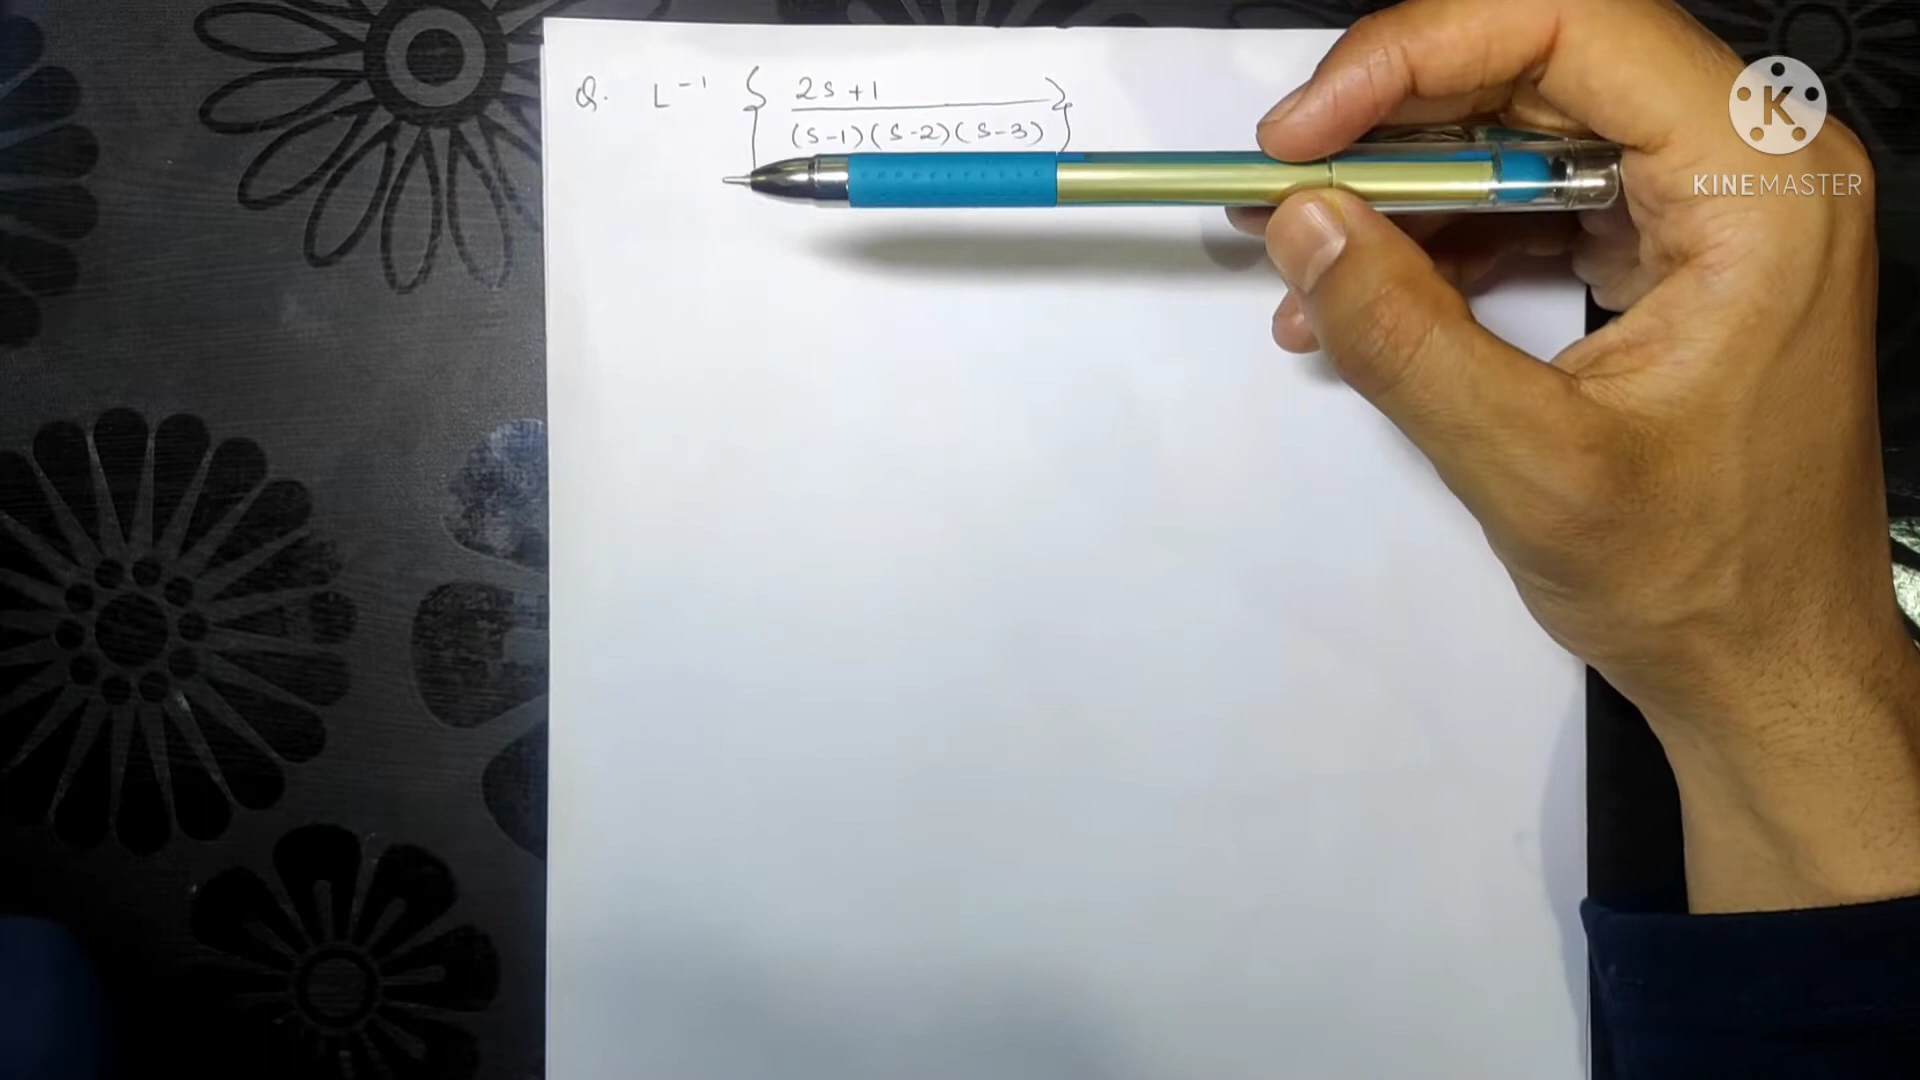 Q. L⁻¹ { 2s+1
(s-1)(s-2)(s-3) }
K
KINEMASTER